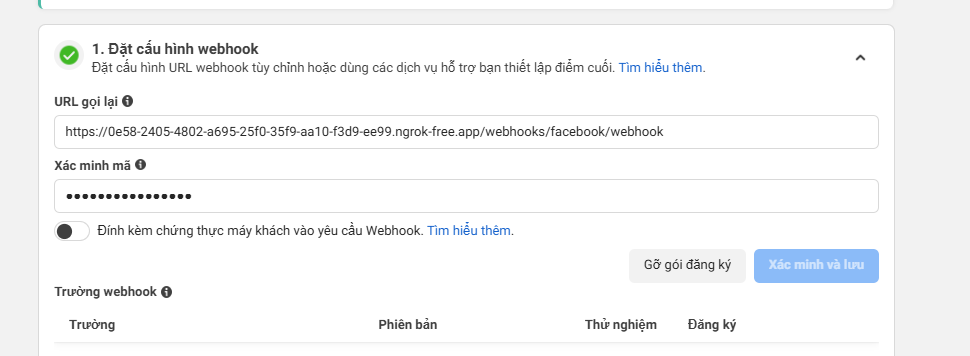 1. Đặt cấu hình webhook
Đặt cấu hình URL webhook tùy chỉnh hoặc dùng các dịch vụ hỗ trợ bạn thiết lập điểm cuối. Tìm hiểu thêm.
URL gọi lại
https://0e58-2405-4802-a695-25f0-35f9-aa10-f3d9-ee99.ngrok-free.app/webhooks/facebook/webhook
Xác minh mã
••••••••••••••••
Đính kèm chứng thực máy khách vào yêu cầu Webhook. Tìm hiểu thêm.
Gỡ gói đăng ký Xác minh và lưu
Trường webhook
Trường Phiên bản Thử nghiệm Đăng ký